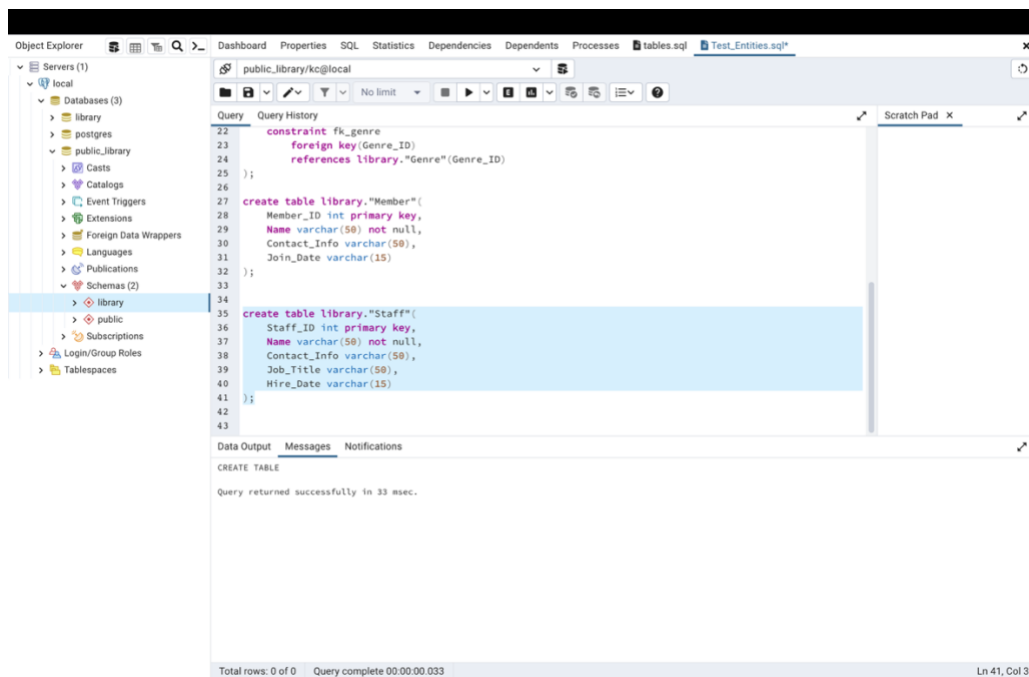 Object Explorer
Dashboard Properties SQL Statistics Dependencies Dependents Processes tables.sql Test_Entities.sql*
Servers (1)
local
Databases (3)
library
postgres
public_library
Casts
Catalogs
Event Triggers
Extensions
Foreign Data Wrappers
Languages
Publications
Schemas (2)
library
public
Subscriptions
Login/Group Roles
Tablespaces
public_library/kc@local
No limit
Query Query History
Scratch Pad
22 constraint fk_genre
23 foreign key(Genre_ID)
24 references library."Genre"(Genre_ID)
25 );
26
27 create table library."Member"(
28 Member_ID int primary key,
29 Name varchar(50) not null,
30 Contact_Info varchar(50),
31 Join_Date varchar(15)
32 );
33
34
35 create table library."Staff"(
36 Staff_ID int primary key,
37 Name varchar(50) not null,
38 Contact_Info varchar(50),
39 Job_Title varchar(50),
40 Hire_Date varchar(15)
41 );
42
43
Data Output Messages Notifications
CREATE TABLE
Query returned successfully in 33 msec.
Total rows: 0 of 0 Query complete 00:00:00.033
Ln 41, Col 3